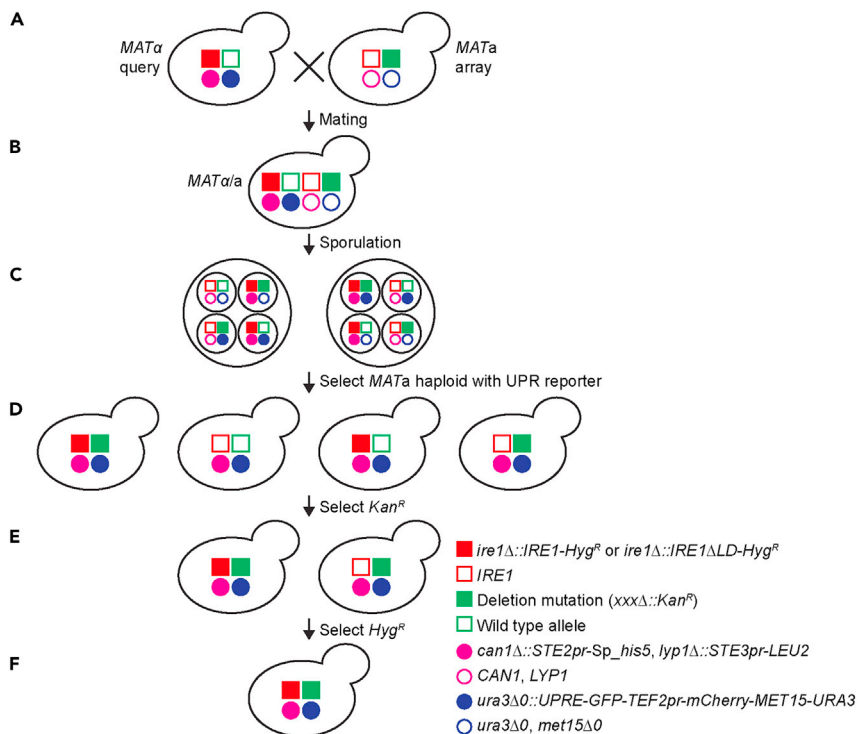 A
MATα
query
MATa
array
Mating
B
MATα/a
Sporulation
C
Select MATa haploid with UPR reporter
D
Select Kanᴿ
E
ire1Δ::IRE1-Hygᴿ or ire1Δ::IRE1ΔLD-Hygᴿ
IRE1
Deletion mutation (xxxΔ::Kanᴿ)
Select Hygᴿ
Wild type allele
F
can1Δ::STE2pr-Sp_his5, lyp1Δ::STE3pr-LEU2
CAN1, LYP1
ura3Δ0::UPRE-GFP-TEF2pr-mCherry-MET15-URA3
ura3Δ0, met15Δ0